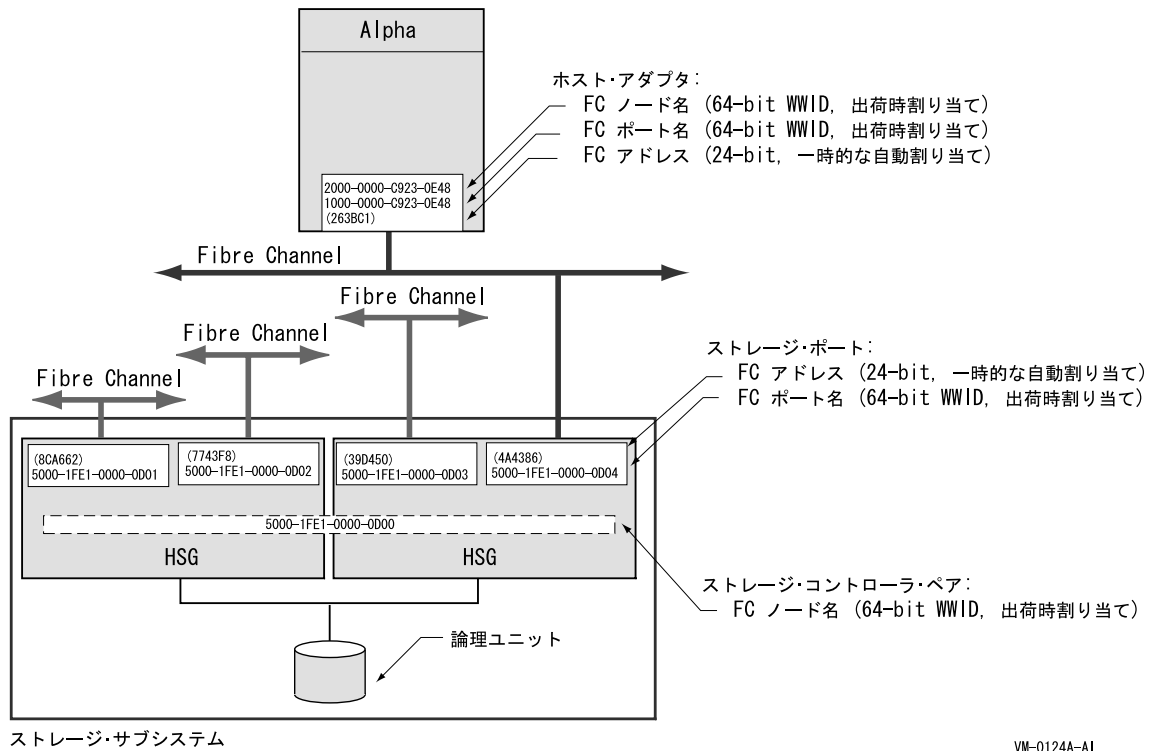 Alpha
ホスト・アダプタ:
FC ノード名 (64-bit WWID, 出荷時割り当て)
FC ポート名 (64-bit WWID, 出荷時割り当て)
FC アドレス (24-bit, 一時的な自動割り当て)
2000-0000-C923-0E48
1000-0000-C923-0E48
(263BC1)
Fibre Channel
Fibre Channel
Fibre Channel
Fibre Channel
ストレージ・ポート:
FC アドレス (24-bit, 一時的な自動割り当て)
FC ポート名 (64-bit WWID, 出荷時割り当て)
(8CA662)
5000-1FE1-0000-0D01
(7743F8)
5000-1FE1-0000-0D02
(39D450)
5000-1FE1-0000-0D03
(4A4386)
5000-1FE1-0000-0D04
5000-1FE1-0000-0D00
HSG
HSG
ストレージ・コントローラ・ペア:
FC ノード名 (64-bit WWID, 出荷時割り当て)
論理ユニット
ストレージ・サブシステム
VM-0124A-AI